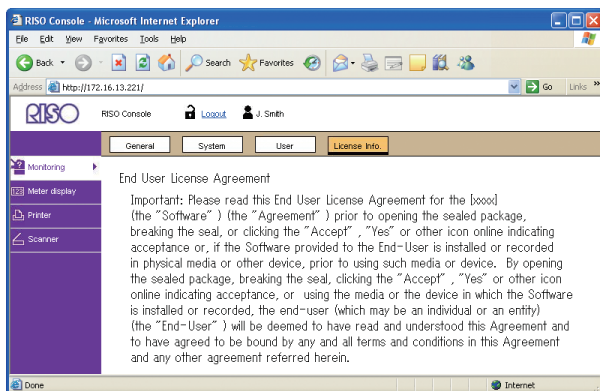 RISO Console - Microsoft Internet Explorer
File Edit View Favorites Tools Help
Back Search Favorites
Address http://172.16.13.221/ Go Links »
RISO RISO Console Logout J. Smith
General System User License Info.
Monitoring
123 Meter display
Printer
Scanner
End User License Agreement
Important: Please read this End User License Agreement for the [xxxx]
(the "Software" ) (the "Agreement" ) prior to opening the sealed package,
breaking the seal, or clicking the "Accept" , "Yes" or other icon online indicating
acceptance or, if the Software provided to the End-User is installed or recorded
in physical media or other device, prior to using such media or device. By opening
the sealed package, breaking the seal, clicking the "Accept" , "Yes" or other icon
online indicating acceptance, or using the media or the device in which the Software
is installed or recorded, the end-user (which may be an individual or an entity)
(the "End-User" ) will be deemed to have read and understood this Agreement and
to have agreed to be bound by any and all terms and conditions in this Agreement
and any other agreement referred herein.
Done Internet